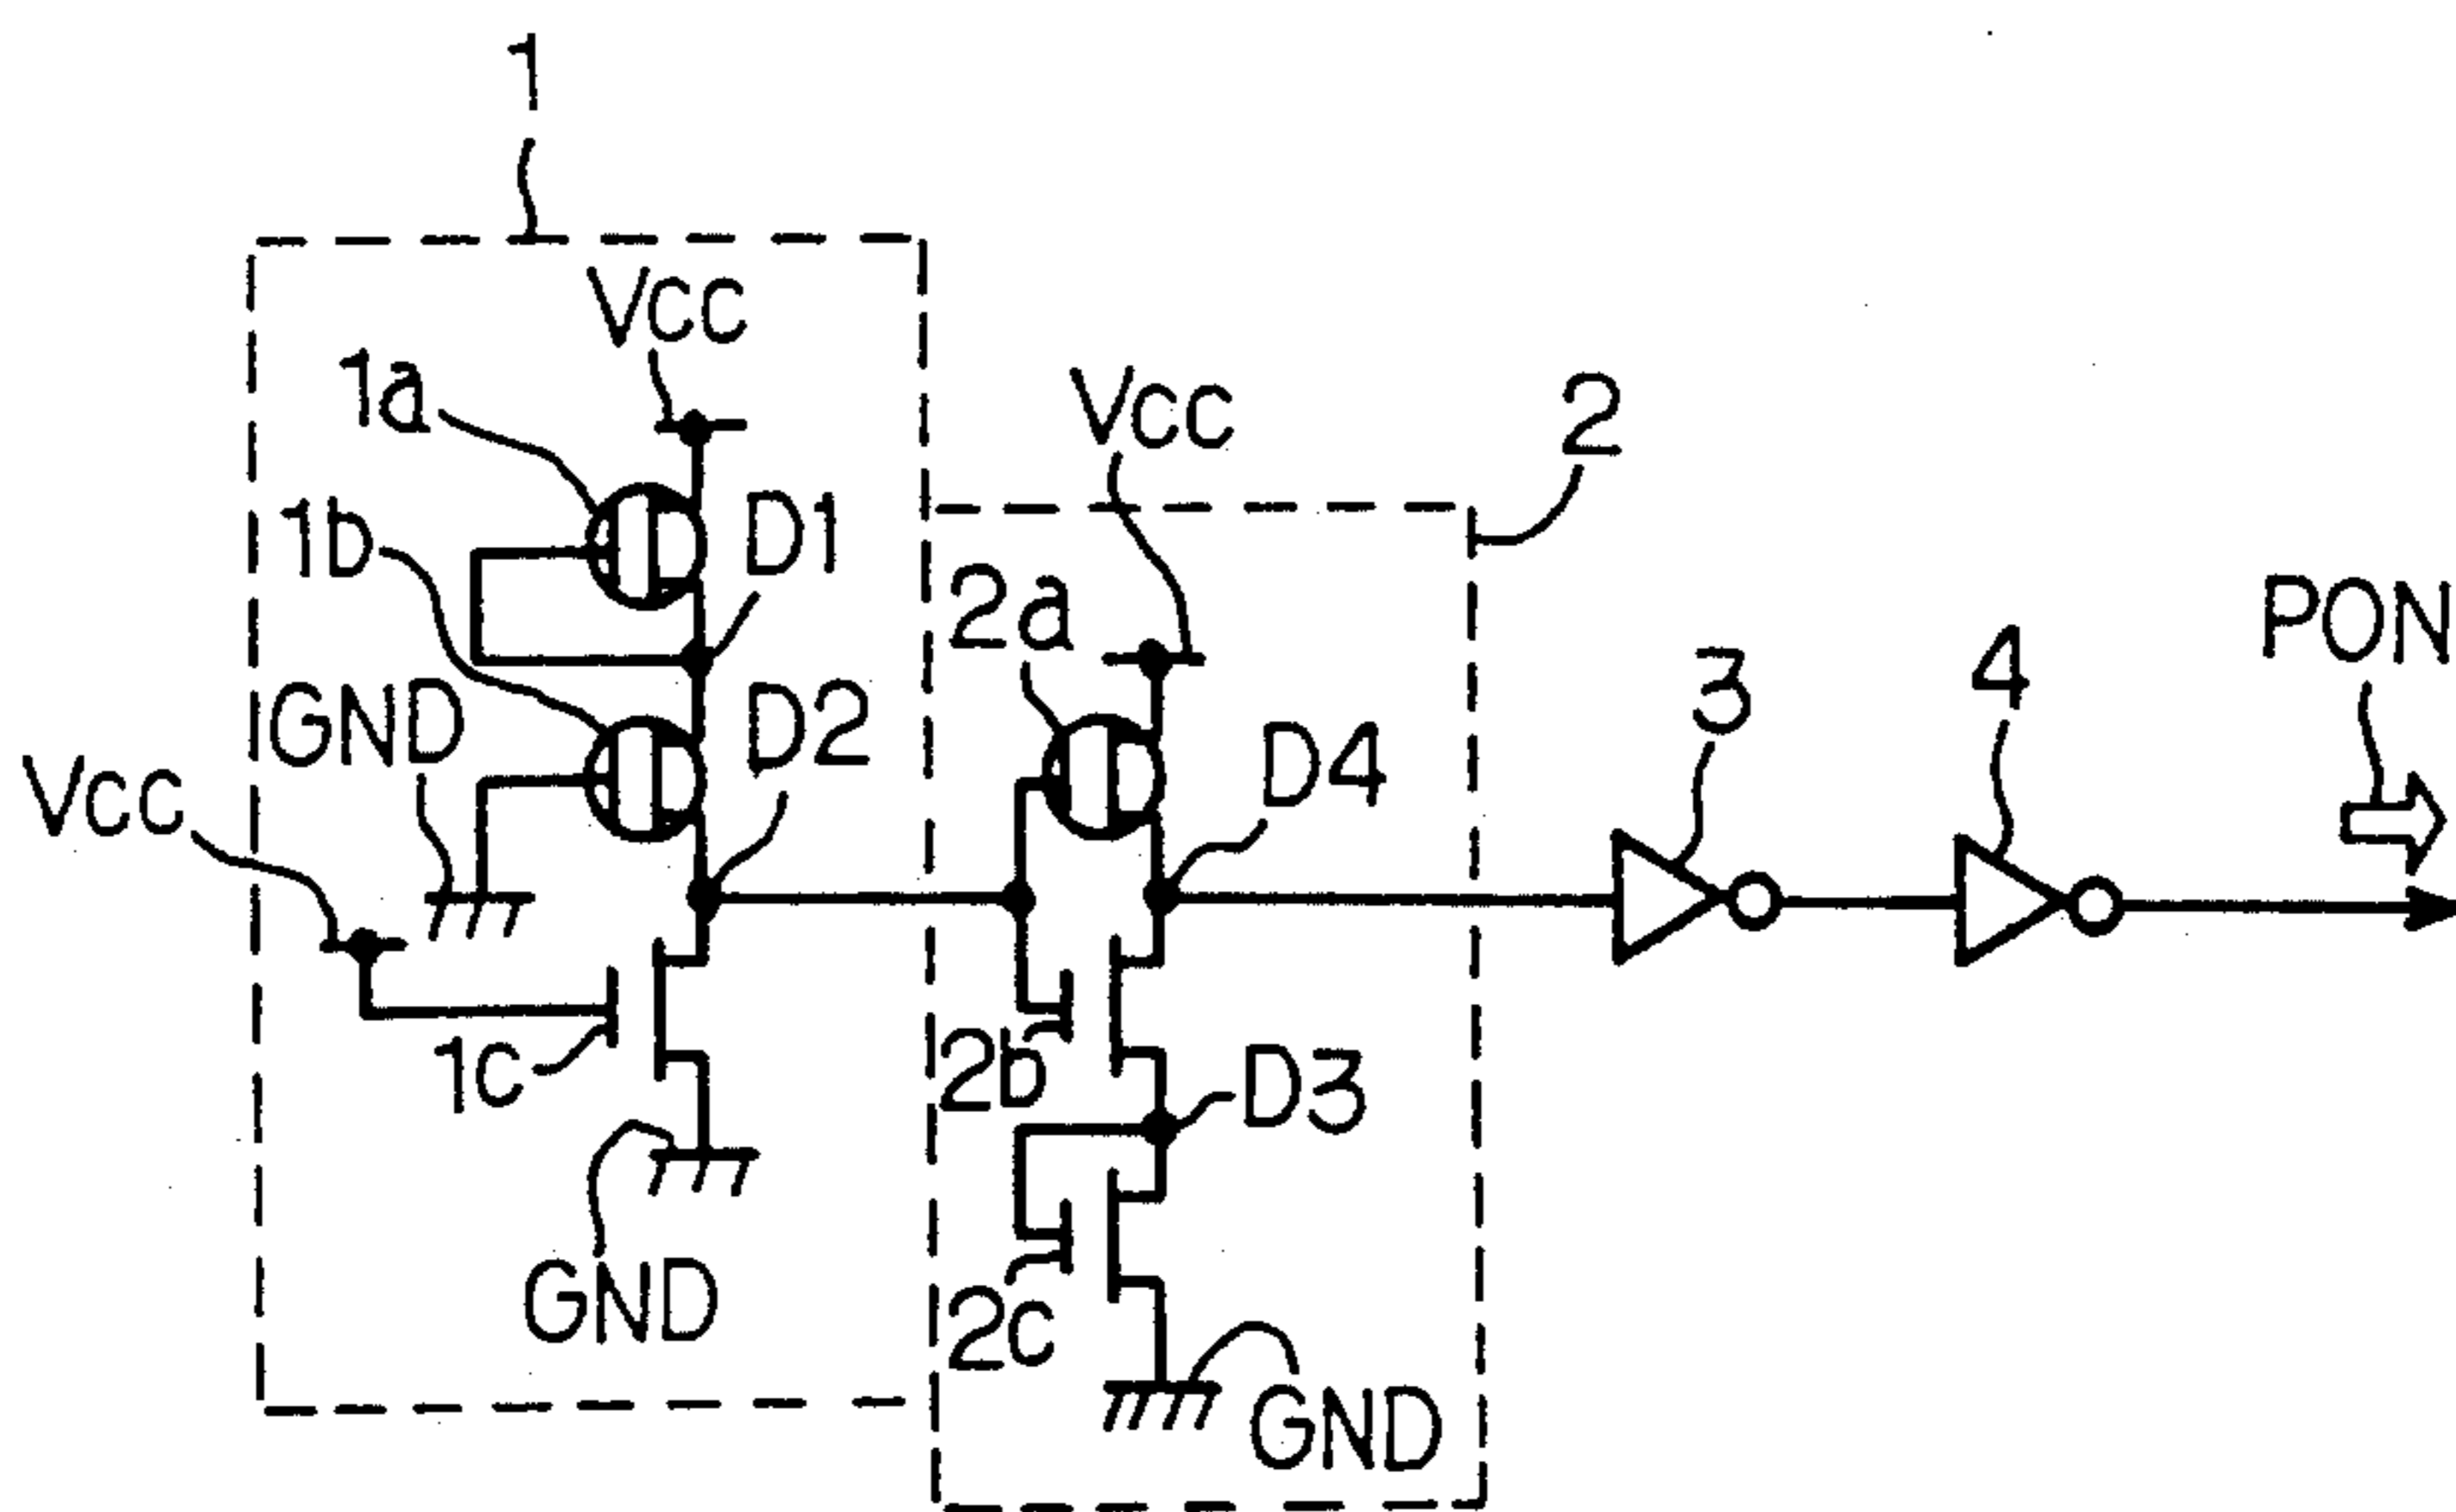 1
VCC
1a
VCC
2
1b
D1
2a
PON
3
4
GND
D2
D4
VCC
2b
1c
D3
GND
2c
GND